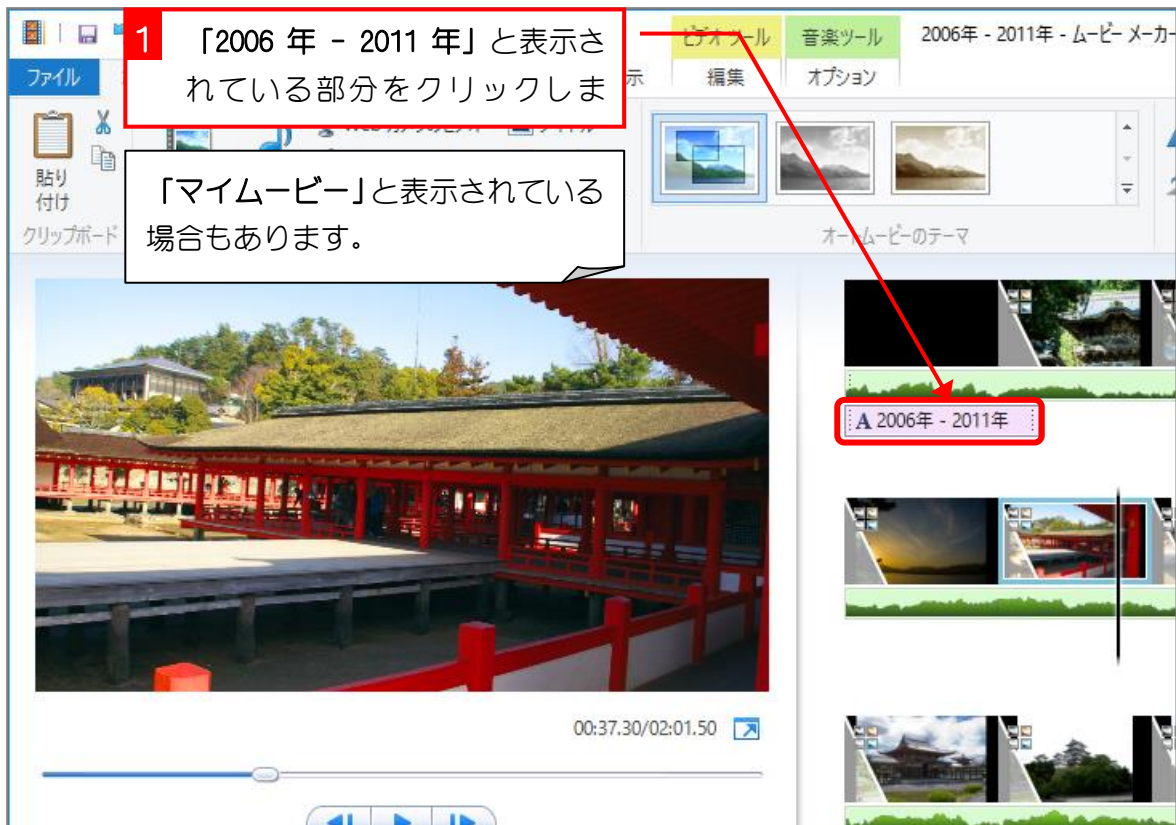 1
「2006 年 - 2011 年」と表示さ
れている部分をクリックしま
「マイムービー」と表示されている
場合もあります。
ビデオ ツール
音楽ツール
2006年 - 2011年 - ムービー メーカー
ファイル
示
編集
オプション
貼り
付け
クリップボード
オートムービーのテーマ
A 2006年 - 2011年
00:37.30/02:01.50